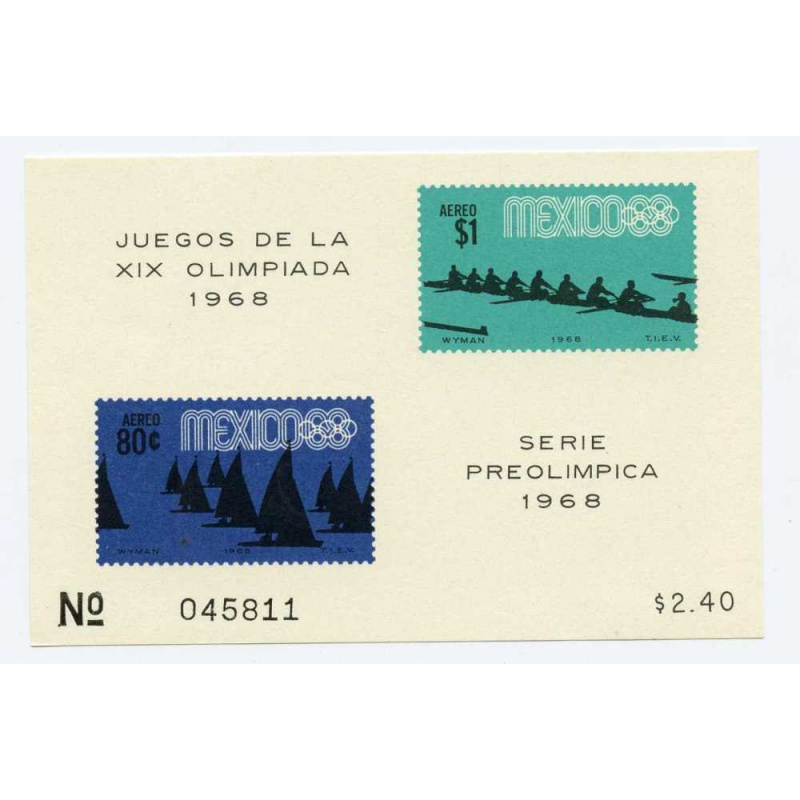 JUEGOS DE LA
XIX OLIMPIADA
1968
AEREO
$1
MEXICO68
WYMAN 1968 T.I.E.V.
AEREO
80¢
MEXICO68
WYMAN 1968 T.I.E.V.
SERIE
PREOLIMPICA
1968
Nº 045811
$2.40